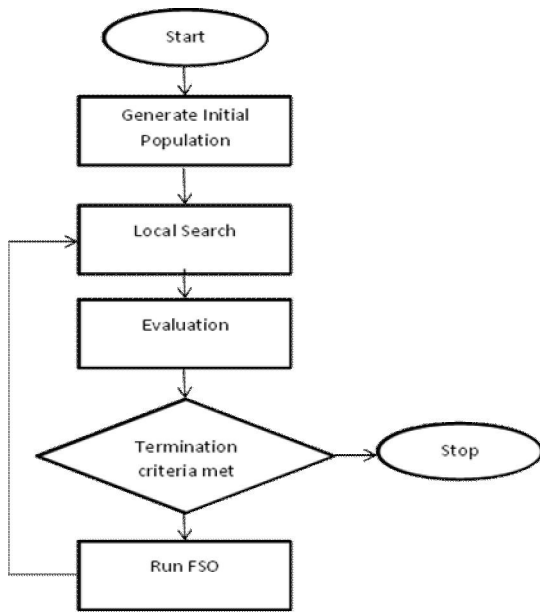 Start
Generate Initial
Population
Local Search
Evaluation
Termination
criteria met
Stop
Run FSO